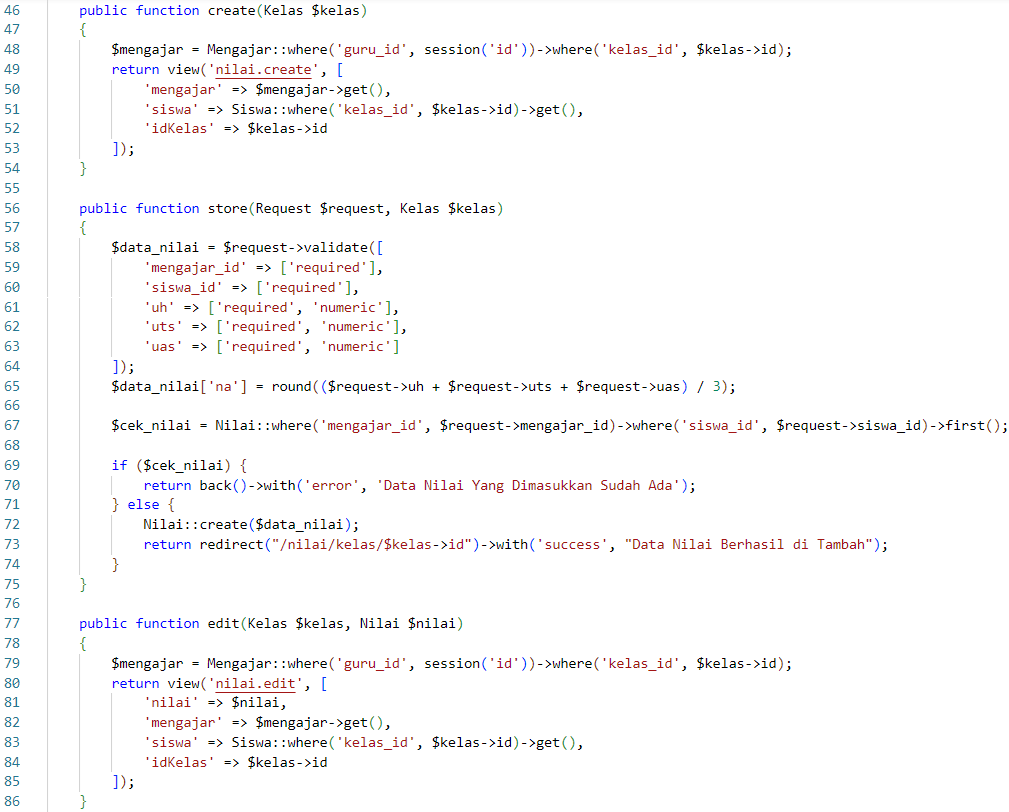 46 public function create(Kelas $kelas)
47 {
48 $mengajar = Mengajar::where('guru_id', session('id'))->where('kelas_id', $kelas->id);
49 return view('nilai.create', [
50 'mengajar' => $mengajar->get(),
51 'siswa' => Siswa::where('kelas_id', $kelas->id)->get(),
52 'idKelas' => $kelas->id
53 ]);
54 }
55
56 public function store(Request $request, Kelas $kelas)
57 {
58 $data_nilai = $request->validate([
59 'mengajar_id' => ['required'],
60 'siswa_id' => ['required'],
61 'uh' => ['required', 'numeric'],
62 'uts' => ['required', 'numeric'],
63 'uas' => ['required', 'numeric']
64 ]);
65 $data_nilai['na'] = round(($request->uh + $request->uts + $request->uas) / 3);
66
67 $cek_nilai = Nilai::where('mengajar_id', $request->mengajar_id)->where('siswa_id', $request->siswa_id)->first();
68
69 if ($cek_nilai) {
70 return back()->with('error', 'Data Nilai Yang Dimasukkan Sudah Ada');
71 } else {
72 Nilai::create($data_nilai);
73 return redirect("/nilai/kelas/$kelas->id")->with('success', "Data Nilai Berhasil di Tambah");
74 }
75 }
76
77 public function edit(Kelas $kelas, Nilai $nilai)
78 {
79 $mengajar = Mengajar::where('guru_id', session('id'))->where('kelas_id', $kelas->id);
80 return view('nilai.edit', [
81 'nilai' => $nilai,
82 'mengajar' => $mengajar->get(),
83 'siswa' => Siswa::where('kelas_id', $kelas->id)->get(),
84 'idKelas' => $kelas->id
85 ]);
86 }